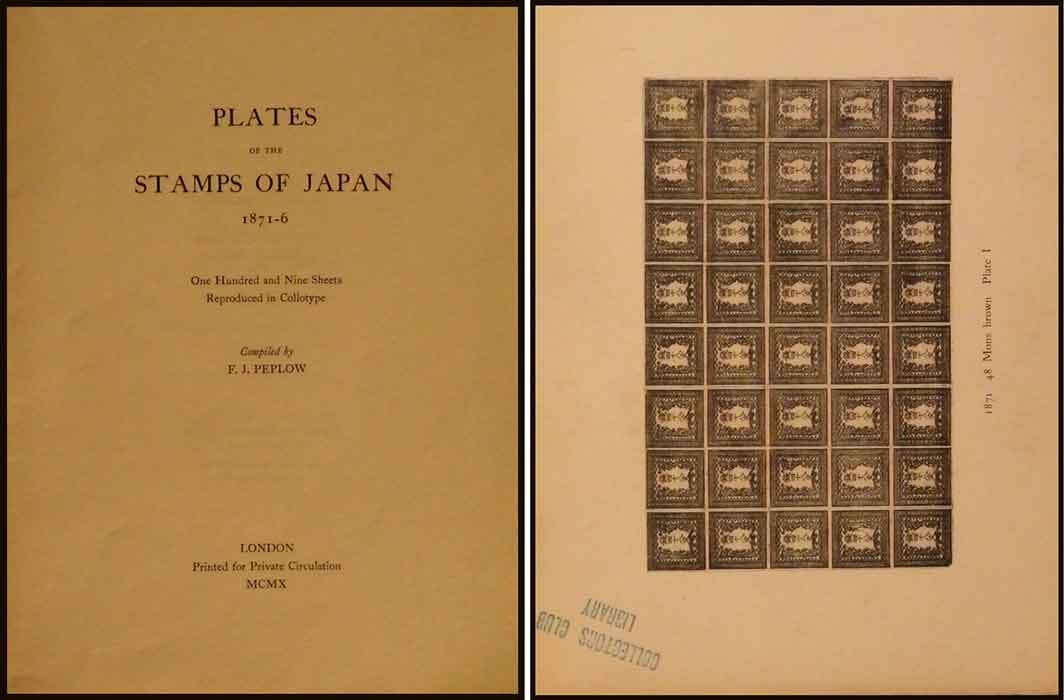 PLATES
OF THE
STAMPS OF JAPAN
1871-6
One Hundred and Nine Sheets
Reproduced in Collotype
Compiled by
F. J. PEPLOW
LONDON
Printed for Private Circulation
MCMX
1871 48 Mons brown Plate I
COLLECTORS CLUB
LIBRARY